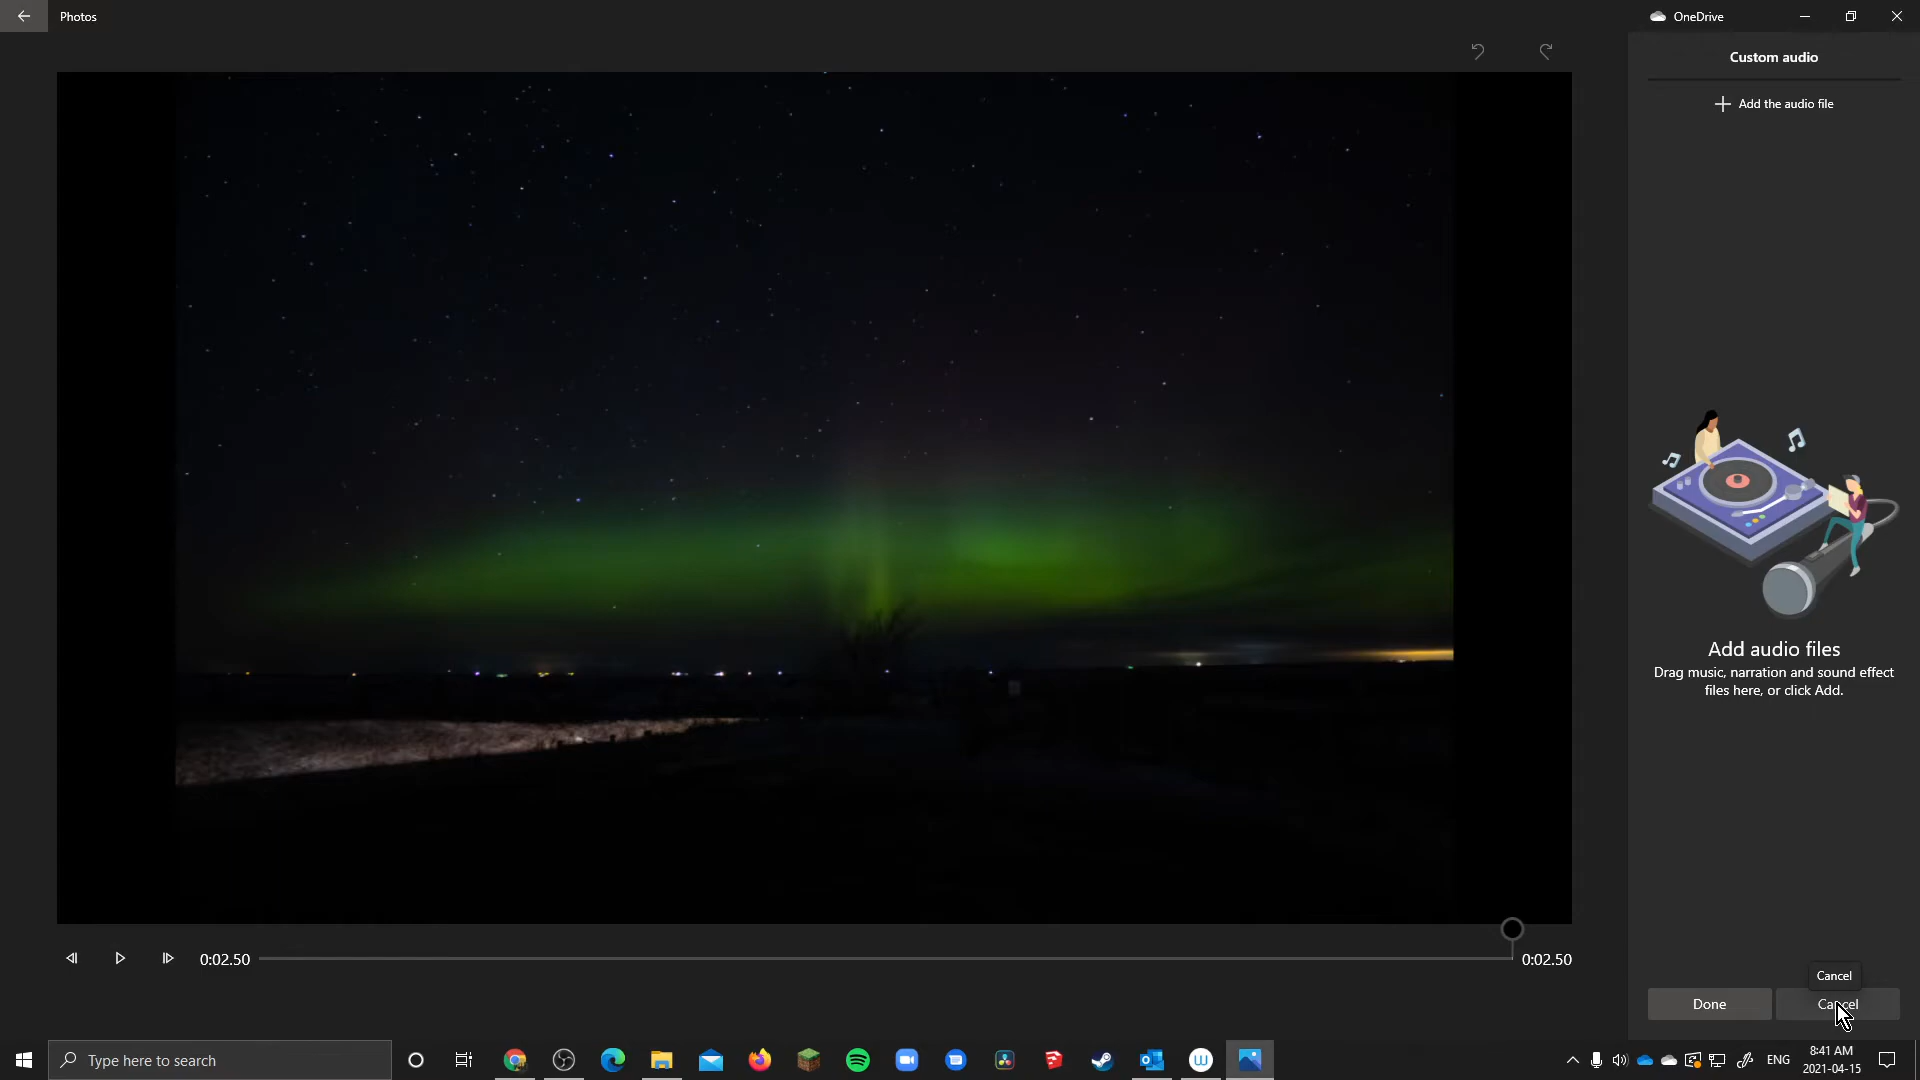 Photos
OneDrive
Custom audio
Add the audio file
Add audio files
Drag music, narration and sound effect
files here, or click Add.
0:02.50
0:02.50
Cancel
Done
Cancel
Type here to search
ENG
8:41 AM
2021-04-15